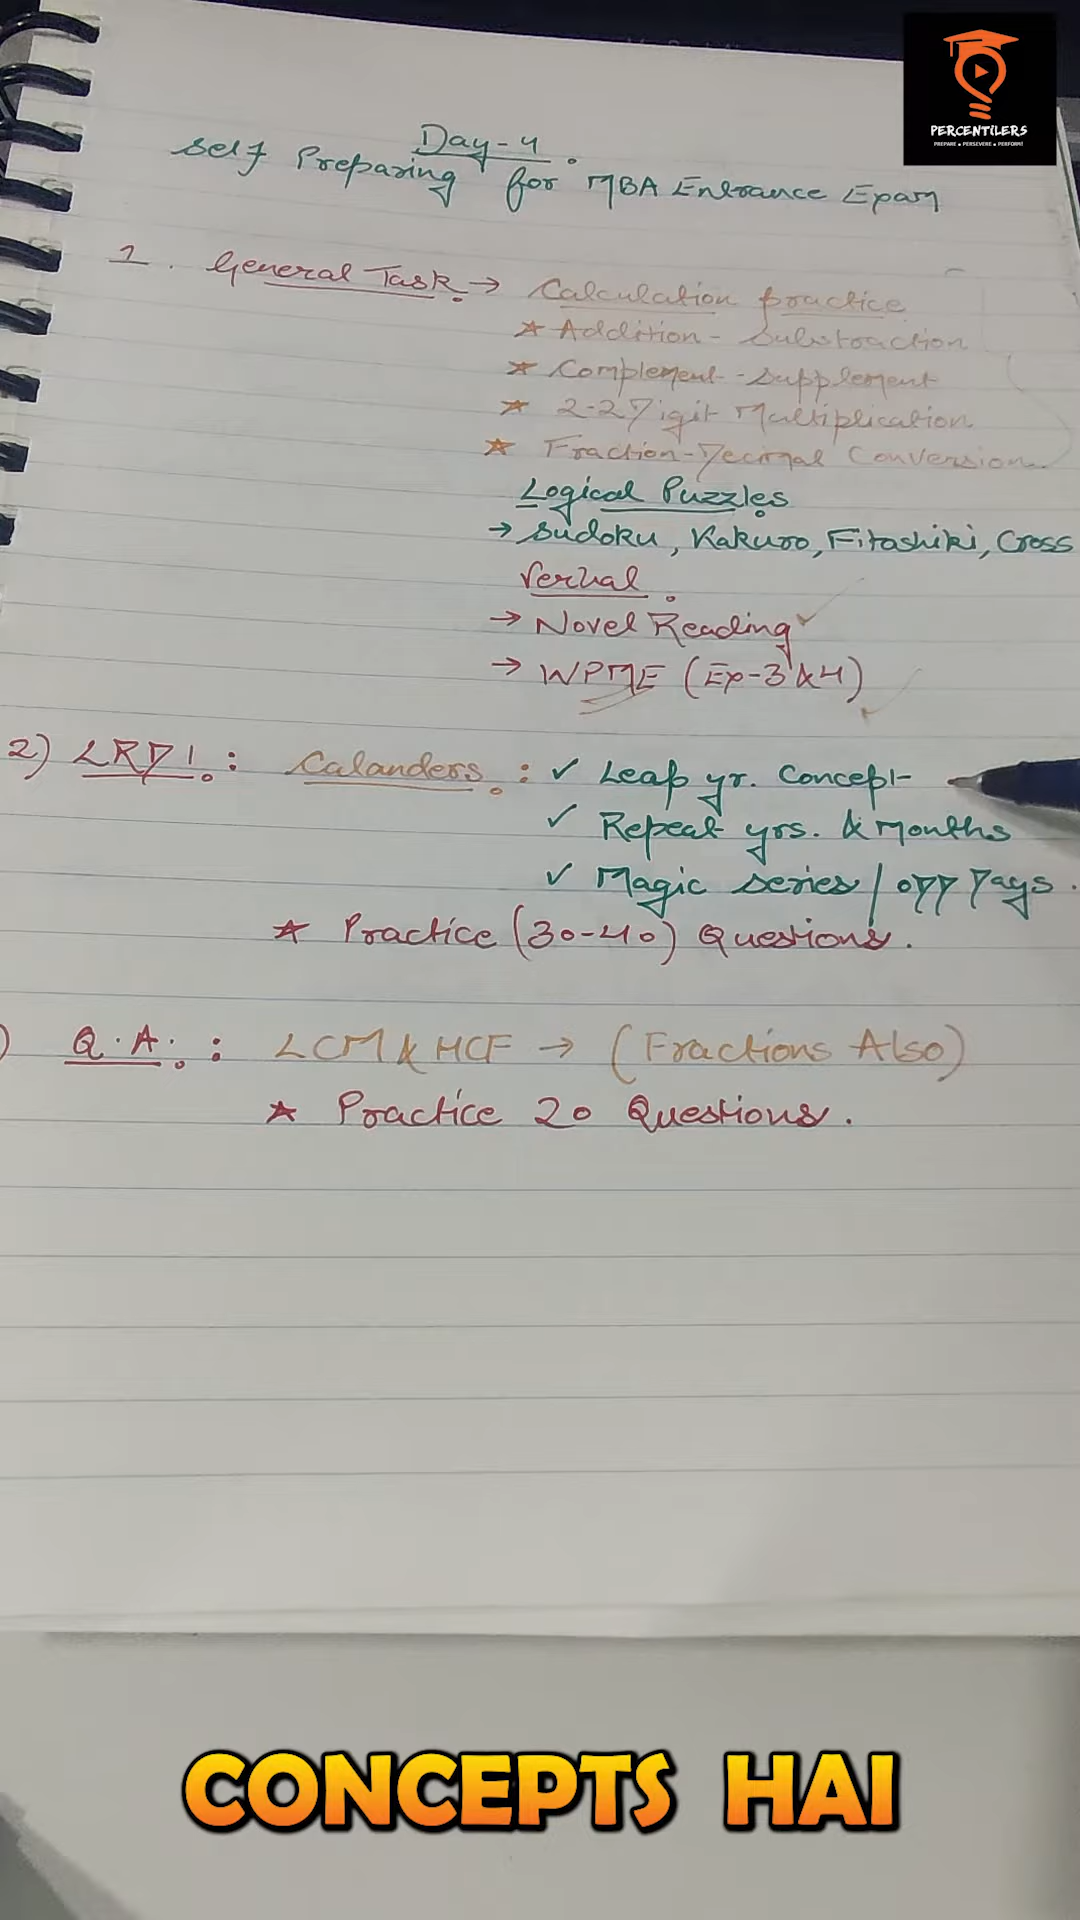 PERCENTILERS
PREPARE • PERSEVERE • PERFORM!
Day-4
Self Preparing for MBA Entrance Exam
1. General Task → Calculation practice
★ Addition - Substraction
★ Complement - Supplement
★ 2-2 Digit Multiplication
★ Fraction-Decimal Conversion
Logical Puzzles
→ Sudoku, Kakuro, Fitashiki, Cross
Verbal
→ Novel Reading
→ WPME (Ex-3 & 4)
2) LRDI : Calanders : ✓ Leap yr. Concept
✓ Repeat yrs. & Months
✓ Magic Series / ODD Days.
★ Practice (30-40) Questions.
) Q.A. : LCM & HCF → (Fractions Also)
★ Practice 20 Questions.
CONCEPTS HAI